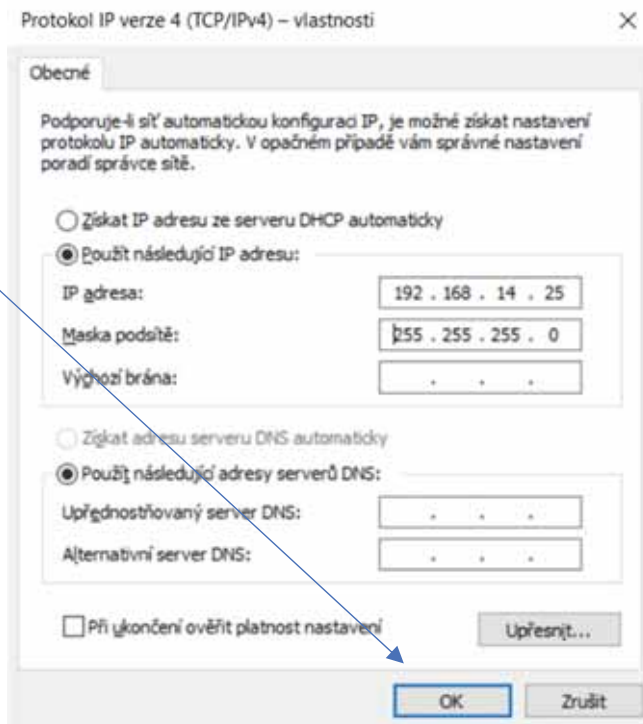 Protokol IP verze 4 (TCP/IPv4) – vlastnosti
Obecné
Podporuje-li síť automatickou konfiguraci IP, je možné získat nastavení
protokolu IP automaticky. V opačném případě vám správné nastavení
poradí správce sítě.
Získat IP adresu ze serveru DHCP automaticky
Použít následující IP adresu:
IP adresa: 192 . 168 . 14 . 25
Maska podsítě: 255 . 255 . 255 . 0
Výchozí brána: . . .
Získat adresu serveru DNS automaticky
Použít následující adresy serverů DNS:
Upřednostňovaný server DNS: . . .
Alternativní server DNS: . . .
Při ukončení ověřit platnost nastavení Upřesnit...
OK Zrušit